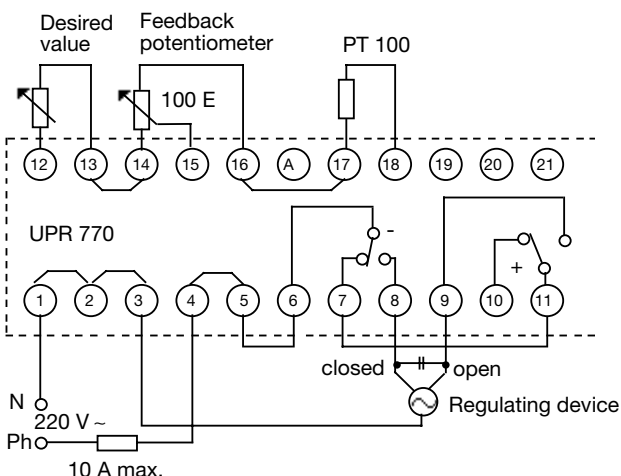 Desired
value
Feedback
potentiometer
PT 100
100 E
12 13 14 15 16 A 17 18 19 20 21
UPR 770
-
+
1 2 3 4 5 6 7 8 9 10 11
closed
open
N
220 V ~
Regulating device
Ph
10 A max.